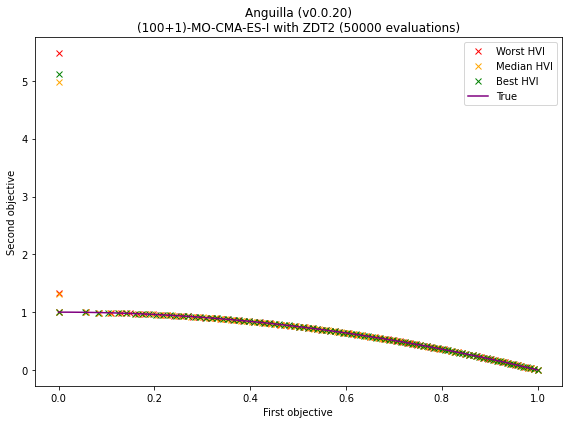 Anguilla (v0.0.20)
(100+1)-MO-CMA-ES-I with ZDT2 (50000 evaluations)
Worst HVI
Median HVI
Best HVI
True
Second objective
5
4
3
2
1
0
0.0 0.2 0.4 0.6 0.8 1.0
First objective